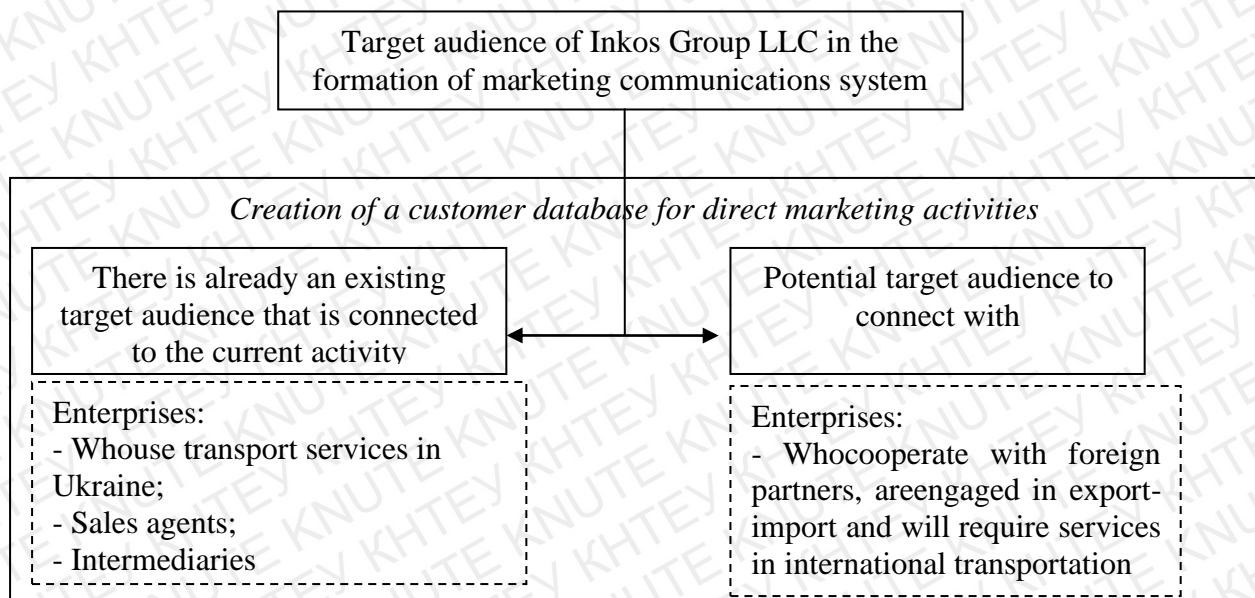 Target audience of Inkos Group LLC in the
formation of marketing communications system
Creation of a customer database for direct marketing activities
There is already an existing
target audience that is connected
to the current activity
Potential target audience to
connect with
Enterprises:
- Whouse transport services in
Ukraine;
- Sales agents;
- Intermediaries
Enterprises:
- Whocooperate with foreign
partners, areengaged in export-
import and will require services
in international transportation